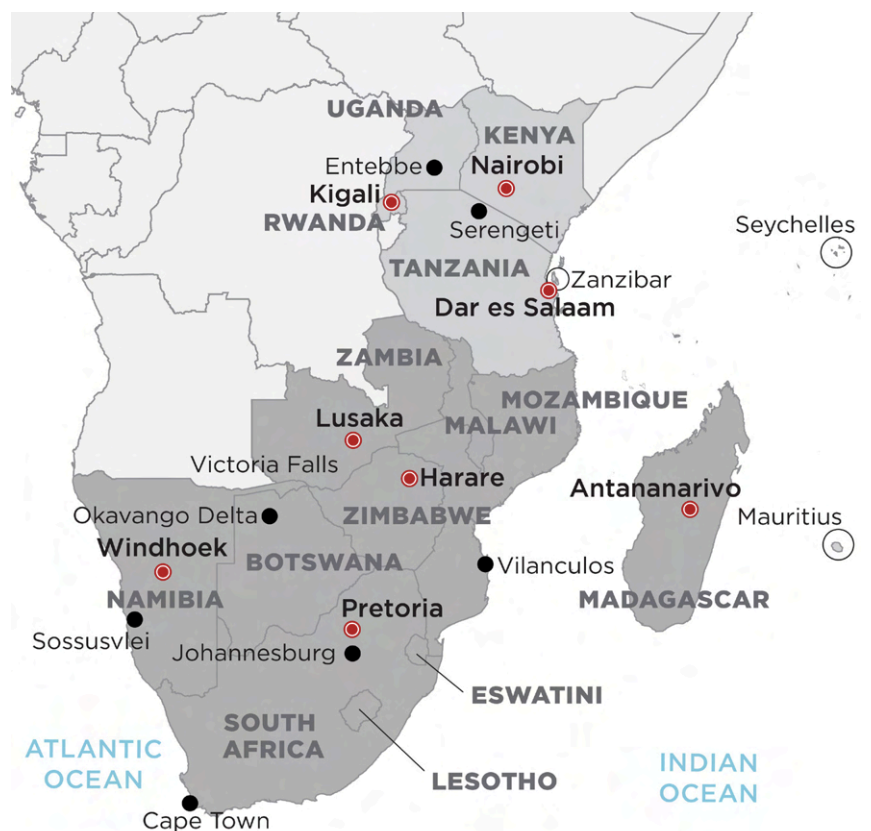 UGANDA
KENYA
Entebbe
Nairobi
Kigali
RWANDA
Serengeti
Seychelles
TANZANIA
Zanzibar
Dar es Salaam
ZAMBIA
MOZAMBIQUE
Lusaka
MALAWI
Victoria Falls
Harare
Antananarivo
Okavango Delta
ZIMBABWE
Mauritius
Windhoek
BOTSWANA
Vilanculos
NAMIBIA
Pretoria
MADAGASCAR
Sossusvlei
Johannesburg
ESWATINI
SOUTH
AFRICA
ATLANTIC
OCEAN
LESOTHO
INDIAN
OCEAN
Cape Town